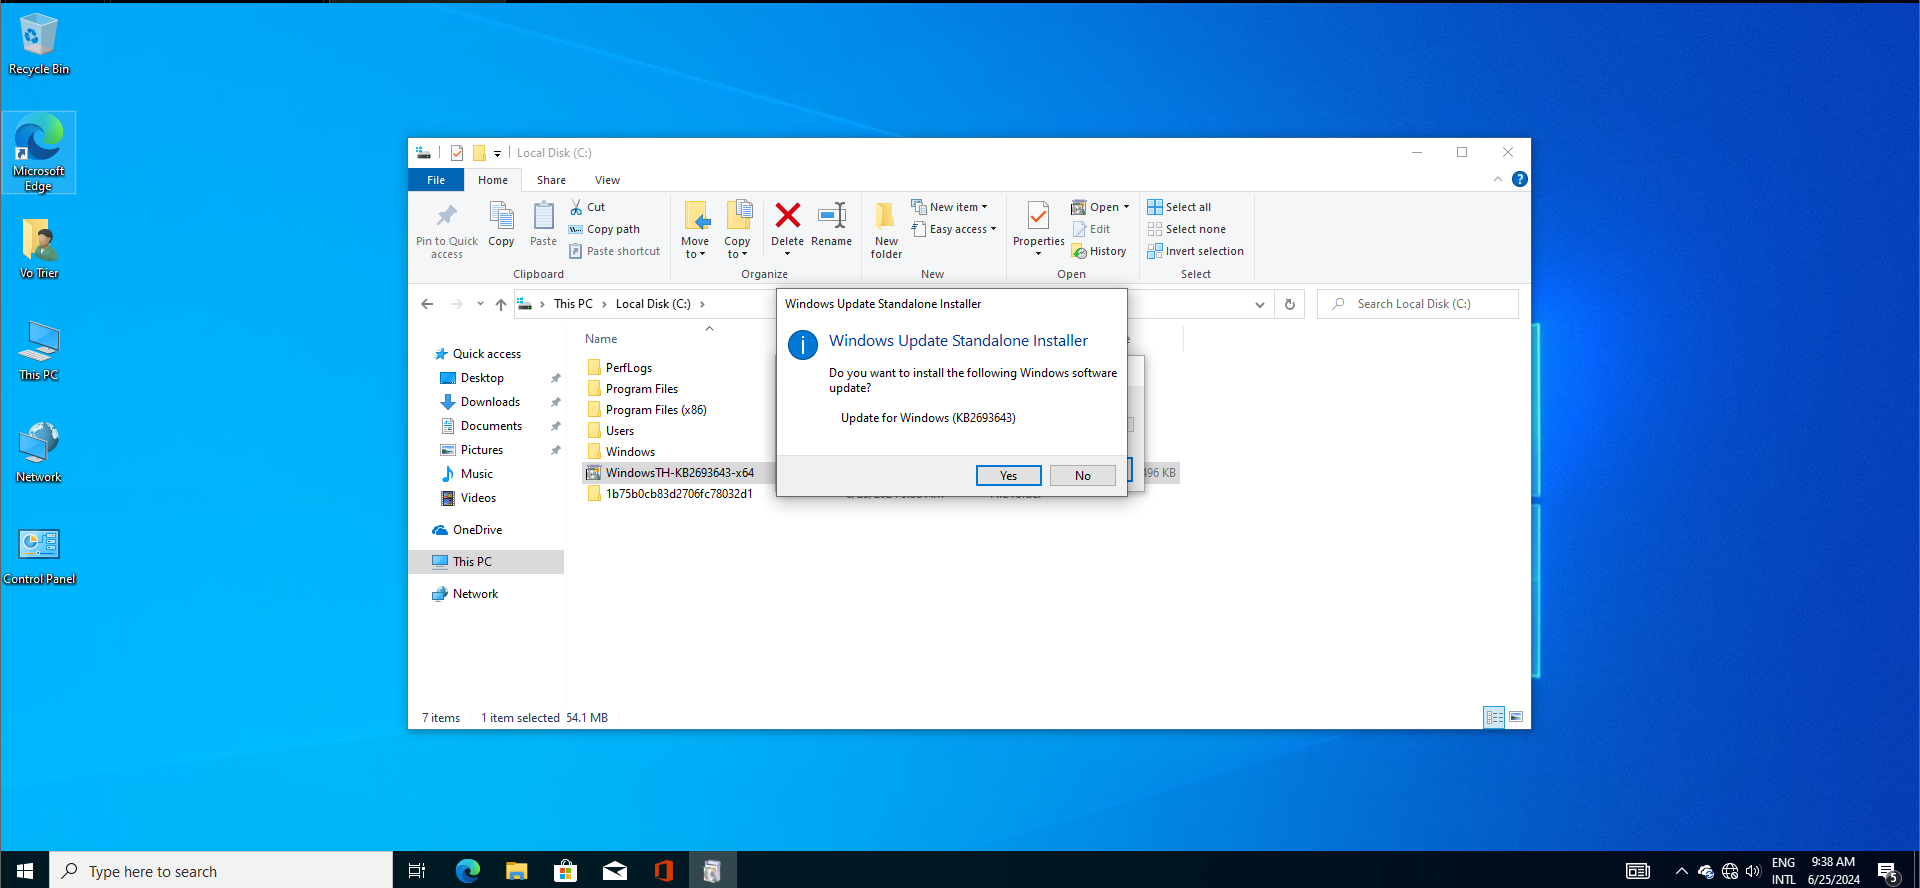 Recycle Bin
Microsoft
Edge
Vo Trier
This PC
Network
Control Panel
Local Disk (C:)
File
Home
Share
View
Pin to Quick
access
Copy
Paste
Cut
Copy path
Paste shortcut
Clipboard
Move
to
Copy
to
Delete
Rename
Organize
New
folder
New item
Easy access
New
Properties
Open
Edit
History
Open
Select all
Select none
Invert selection
Select
This PC
Local Disk (C:)
Search Local Disk (C:)
Quick access
Desktop
Downloads
Documents
Pictures
Music
Videos
OneDrive
This PC
Network
Name
PerfLogs
Program Files
Program Files (x86)
Users
Windows
WindowsTH-KB2693643-x64
1b75b0cb83d2706fc78032d1
496 KB
Windows Update Standalone Installer
Windows Update Standalone Installer
Do you want to install the following Windows software
update?
Update for Windows (KB2693643)
Yes
No
7 items
1 item selected 54.1 MB
Type here to search
ENG
INTL
9:38 AM
6/25/2024
5